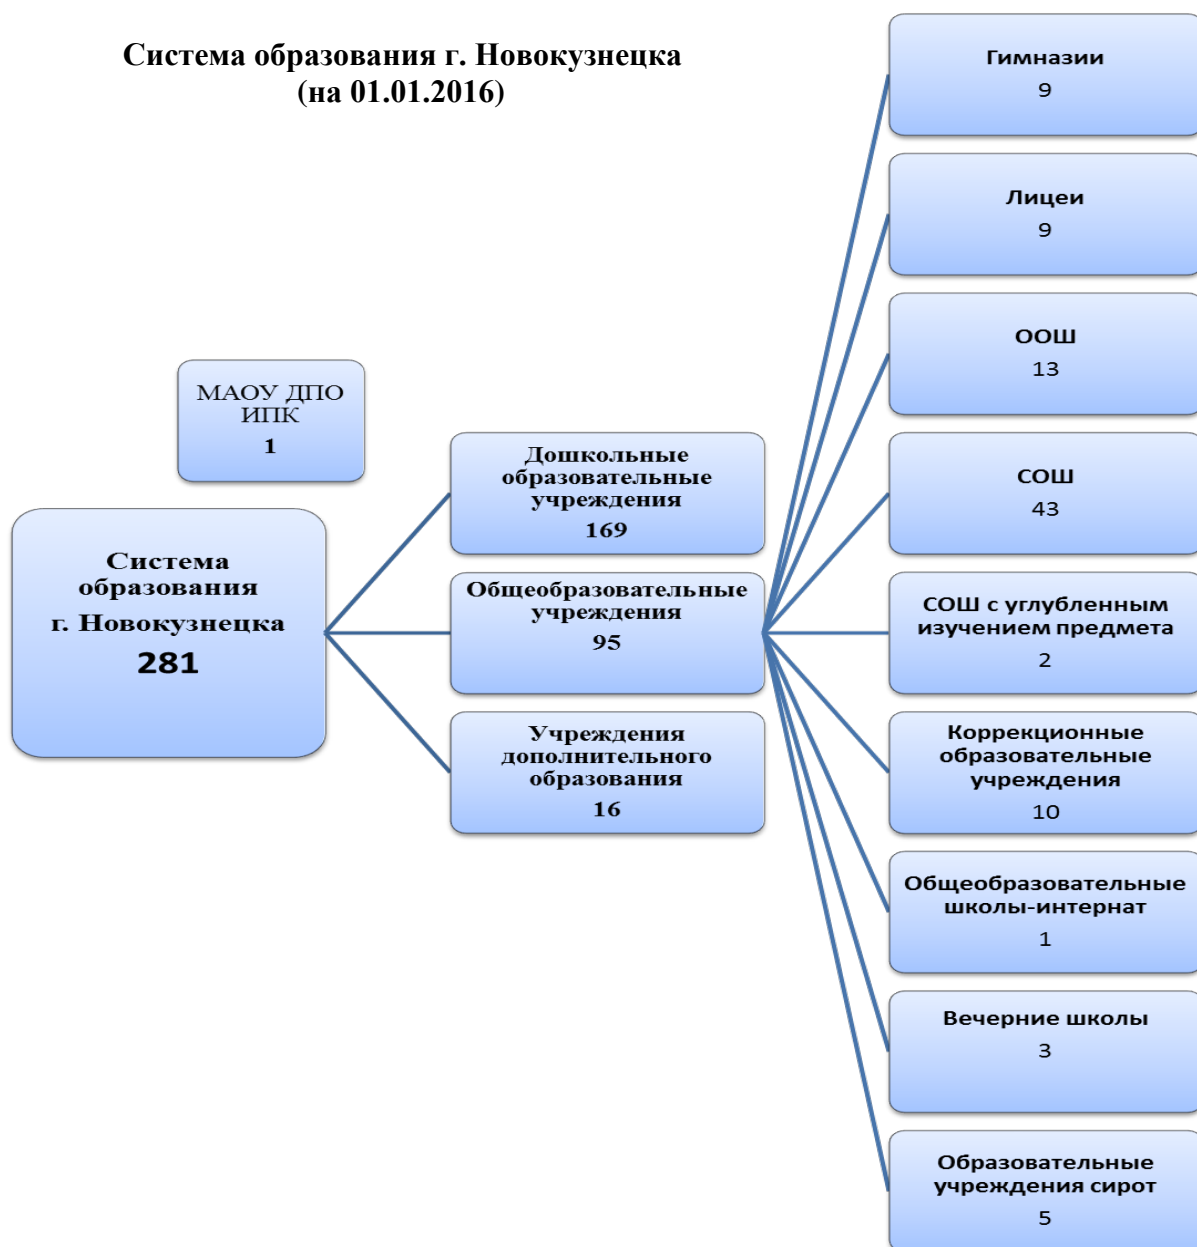 Система образования г. Новокузнецка
(на 01.01.2016)
МАОУ ДПО
ИПК
1
Система
образования
г. Новокузнецка
281
Дошкольные
образовательные
учреждения
169
Общеобразовательные
учреждения
95
Учреждения
дополнительного
образования
16
Гимназии
9
Лицеи
9
ООШ
13
СОШ
43
СОШ с углубленным
изучением предмета
2
Коррекционные
образовательные
учреждения
10
Общеобразовательные
школы-интернат
1
Вечерние школы
3
Образовательные
учреждения сирот
5